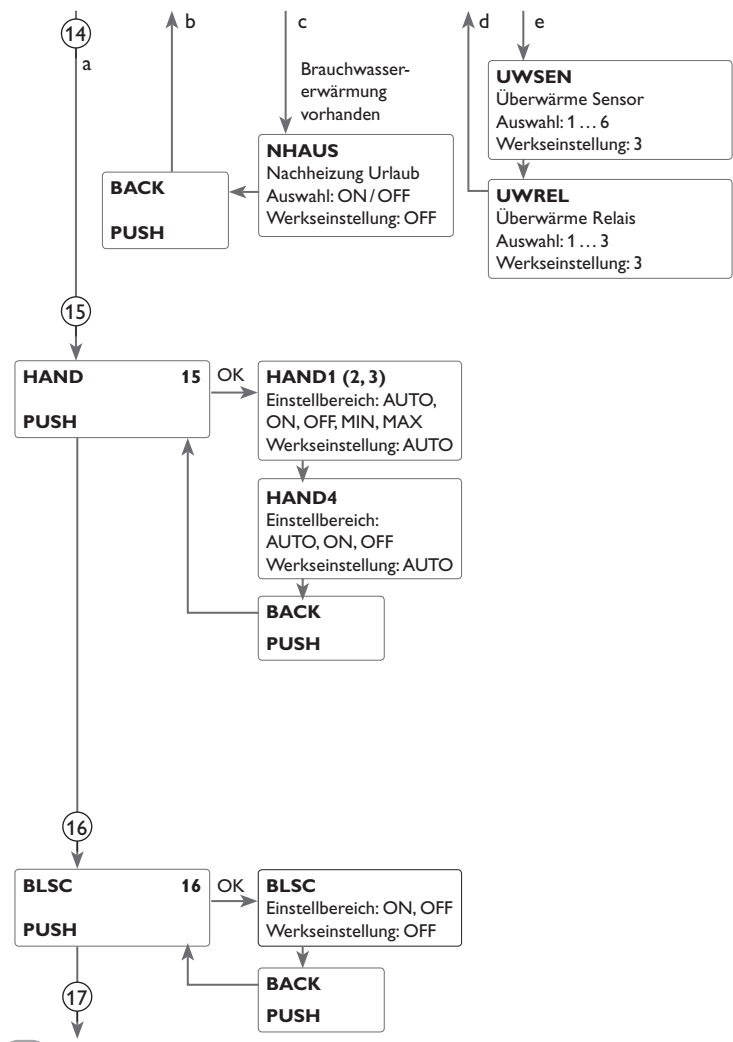 14
a
b
c
d
e
Brauchwasser-
erwärmung
vorhanden
BACK
PUSH
NHAUS
Nachheizung Urlaub
Auswahl: ON / OFF
Werkseinstellung: OFF
UWSEN
Überwärme Sensor
Auswahl: 1 … 6
Werkseinstellung: 3
UWREL
Überwärme Relais
Auswahl: 1 … 3
Werkseinstellung: 3
15
HAND 15
PUSH
OK
HAND1 (2, 3)
Einstellbereich: AUTO,
ON, OFF, MIN, MAX
Werkseinstellung: AUTO
HAND4
Einstellbereich:
AUTO, ON, OFF
Werkseinstellung: AUTO
BACK
PUSH
16
BLSC 16
PUSH
OK
BLSC
Einstellbereich: ON, OFF
Werkseinstellung: OFF
BACK
PUSH
17